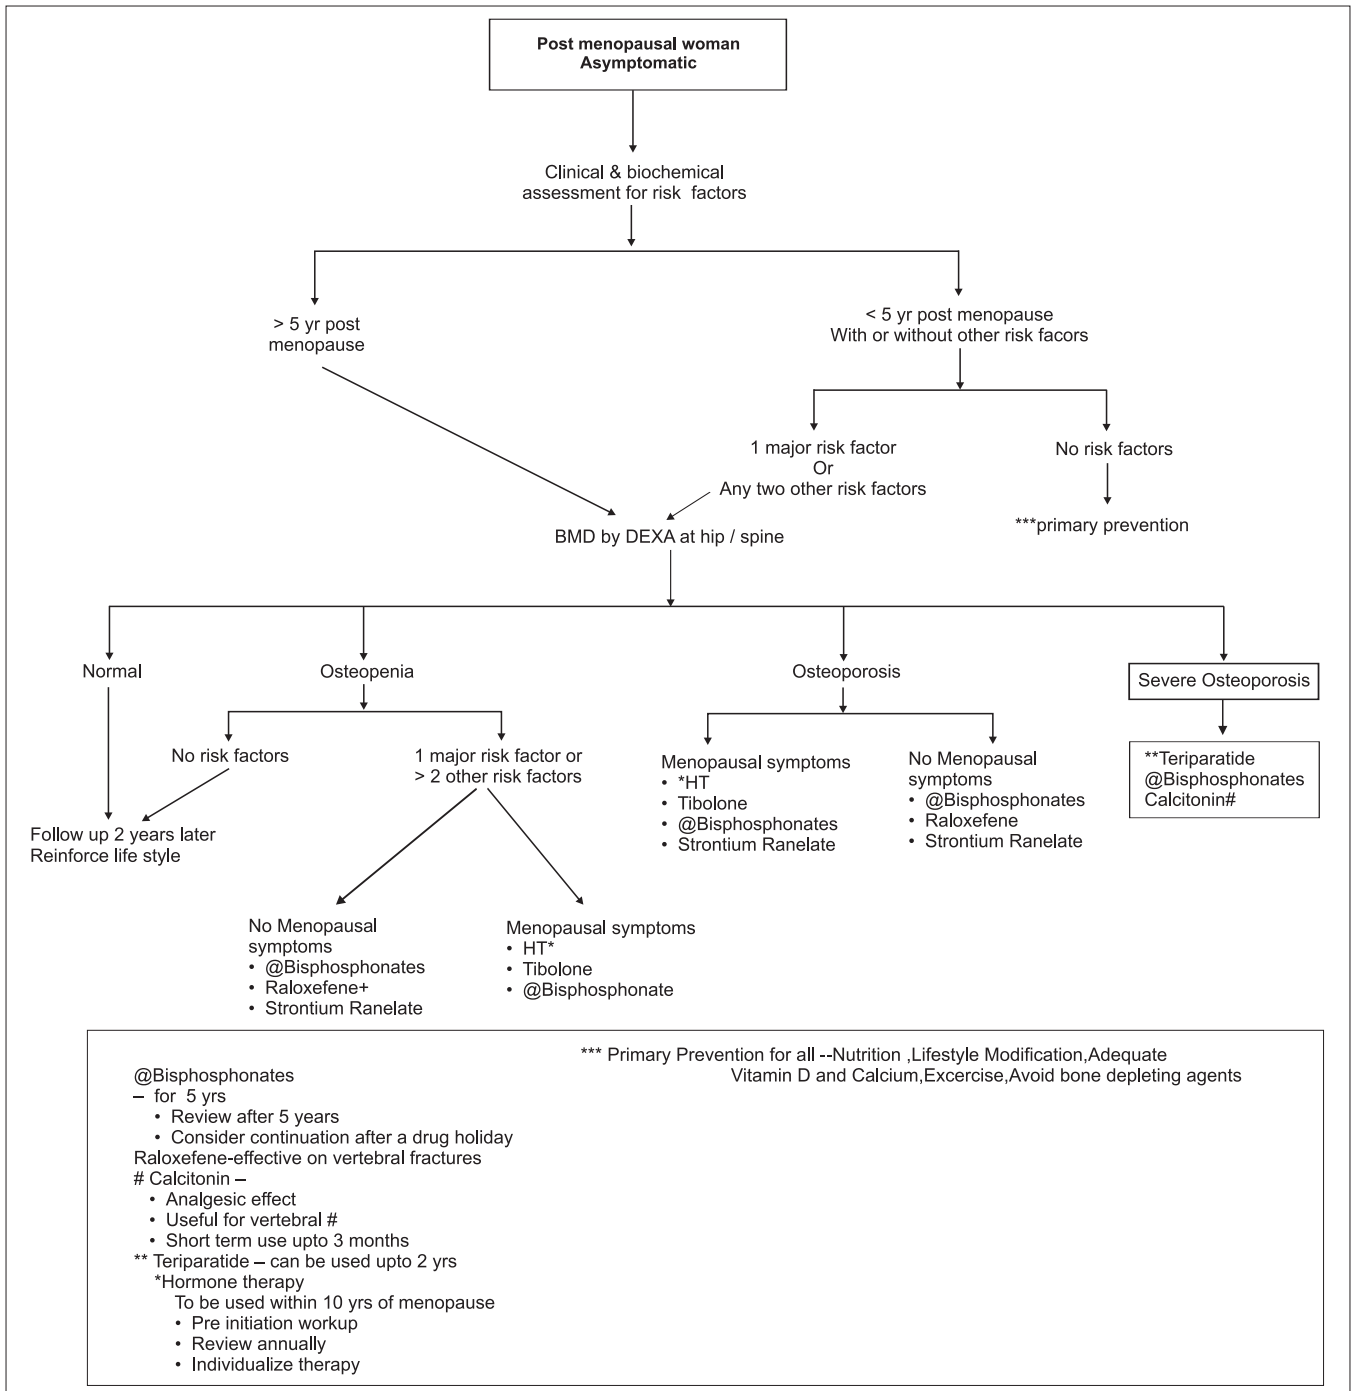 Post menopausal woman
Asymptomatic
Clinical & biochemical
assessment for risk factors
> 5 yr post
menopause
< 5 yr post menopause
With or without other risk facors
1 major risk factor
Or
Any two other risk factors
No risk factors
***primary prevention
BMD by DEXA at hip / spine
Normal
Osteopenia
Osteoporosis
Severe Osteoporosis
No risk factors
1 major risk factor or
> 2 other risk factors
Menopausal symptoms
• *HT
• Tibolone
• @Bisphosphonates
• Strontium Ranelate
No Menopausal
symptoms
• @Bisphosphonates
• Raloxefene
• Strontium Ranelate
**Teriparatide
@Bisphosphonates
Calcitonin#
Follow up 2 years later
Reinforce life style
No Menopausal
symptoms
• @Bisphosphonates
• Raloxefene+
• Strontium Ranelate
Menopausal symptoms
• HT*
• Tibolone
• @Bisphosphonate
*** Primary Prevention for all --Nutrition ,Lifestyle Modification,Adequate
Vitamin D and Calcium,Excercise,Avoid bone depleting agents
@Bisphosphonates
– for 5 yrs
• Review after 5 years
• Consider continuation after a drug holiday
Raloxefene-effective on vertebral fractures
# Calcitonin –
• Analgesic effect
• Useful for vertebral #
• Short term use upto 3 months
** Teriparatide – can be used upto 2 yrs
*Hormone therapy
To be used within 10 yrs of menopause
• Pre initiation workup
• Review annually
• Individualize therapy